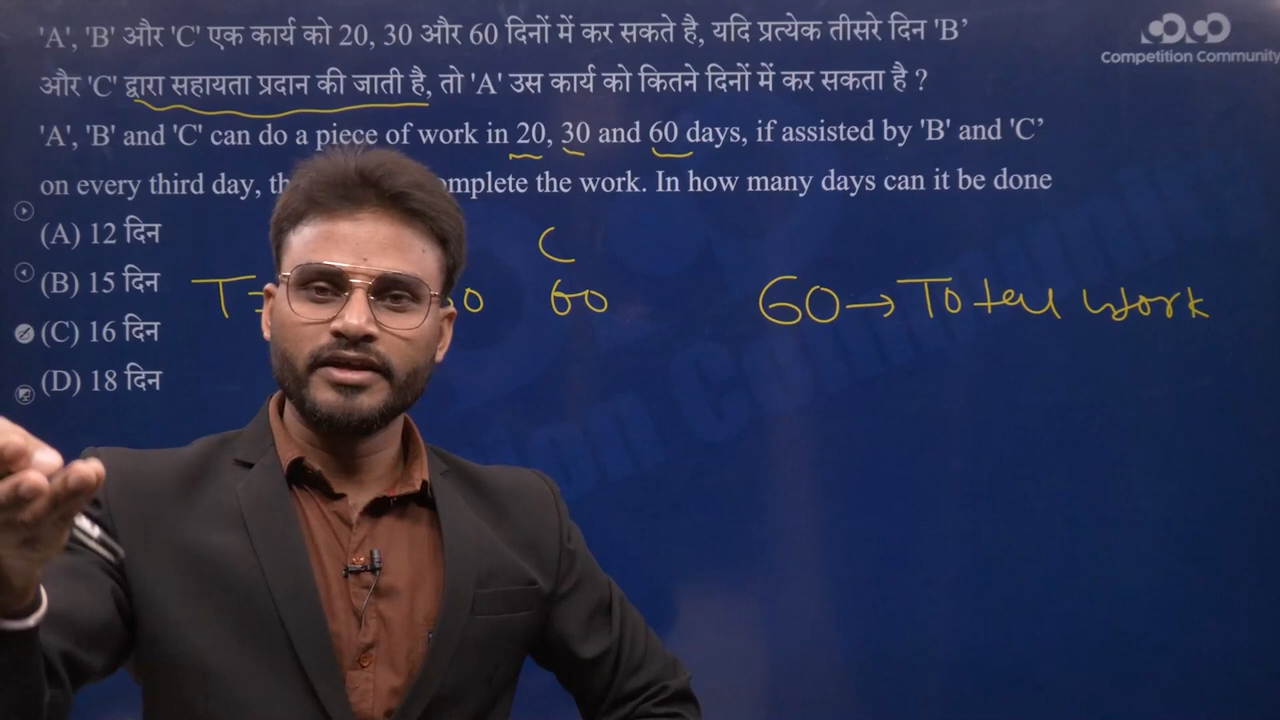 'A', 'B' और 'C' एक कार्य को 20, 30 और 60 दिनों में कर सकते है, यदि प्रत्येक तीसरे दिन 'B’
Competition Community
और 'C' द्वारा सहायता प्रदान की जाती है, तो 'A' उस कार्य को कितने दिनों में कर सकता है ?
'A', 'B' and 'C' can do a piece of work in 20, 30 and 60 days, if assisted by 'B' and 'C’
on every third day, the work. In how many days can it be done
(A) 12 दिन
C
(B) 15 दिन
T= 60 60 → Total work
(C) 16 दिन
(D) 18 दिन